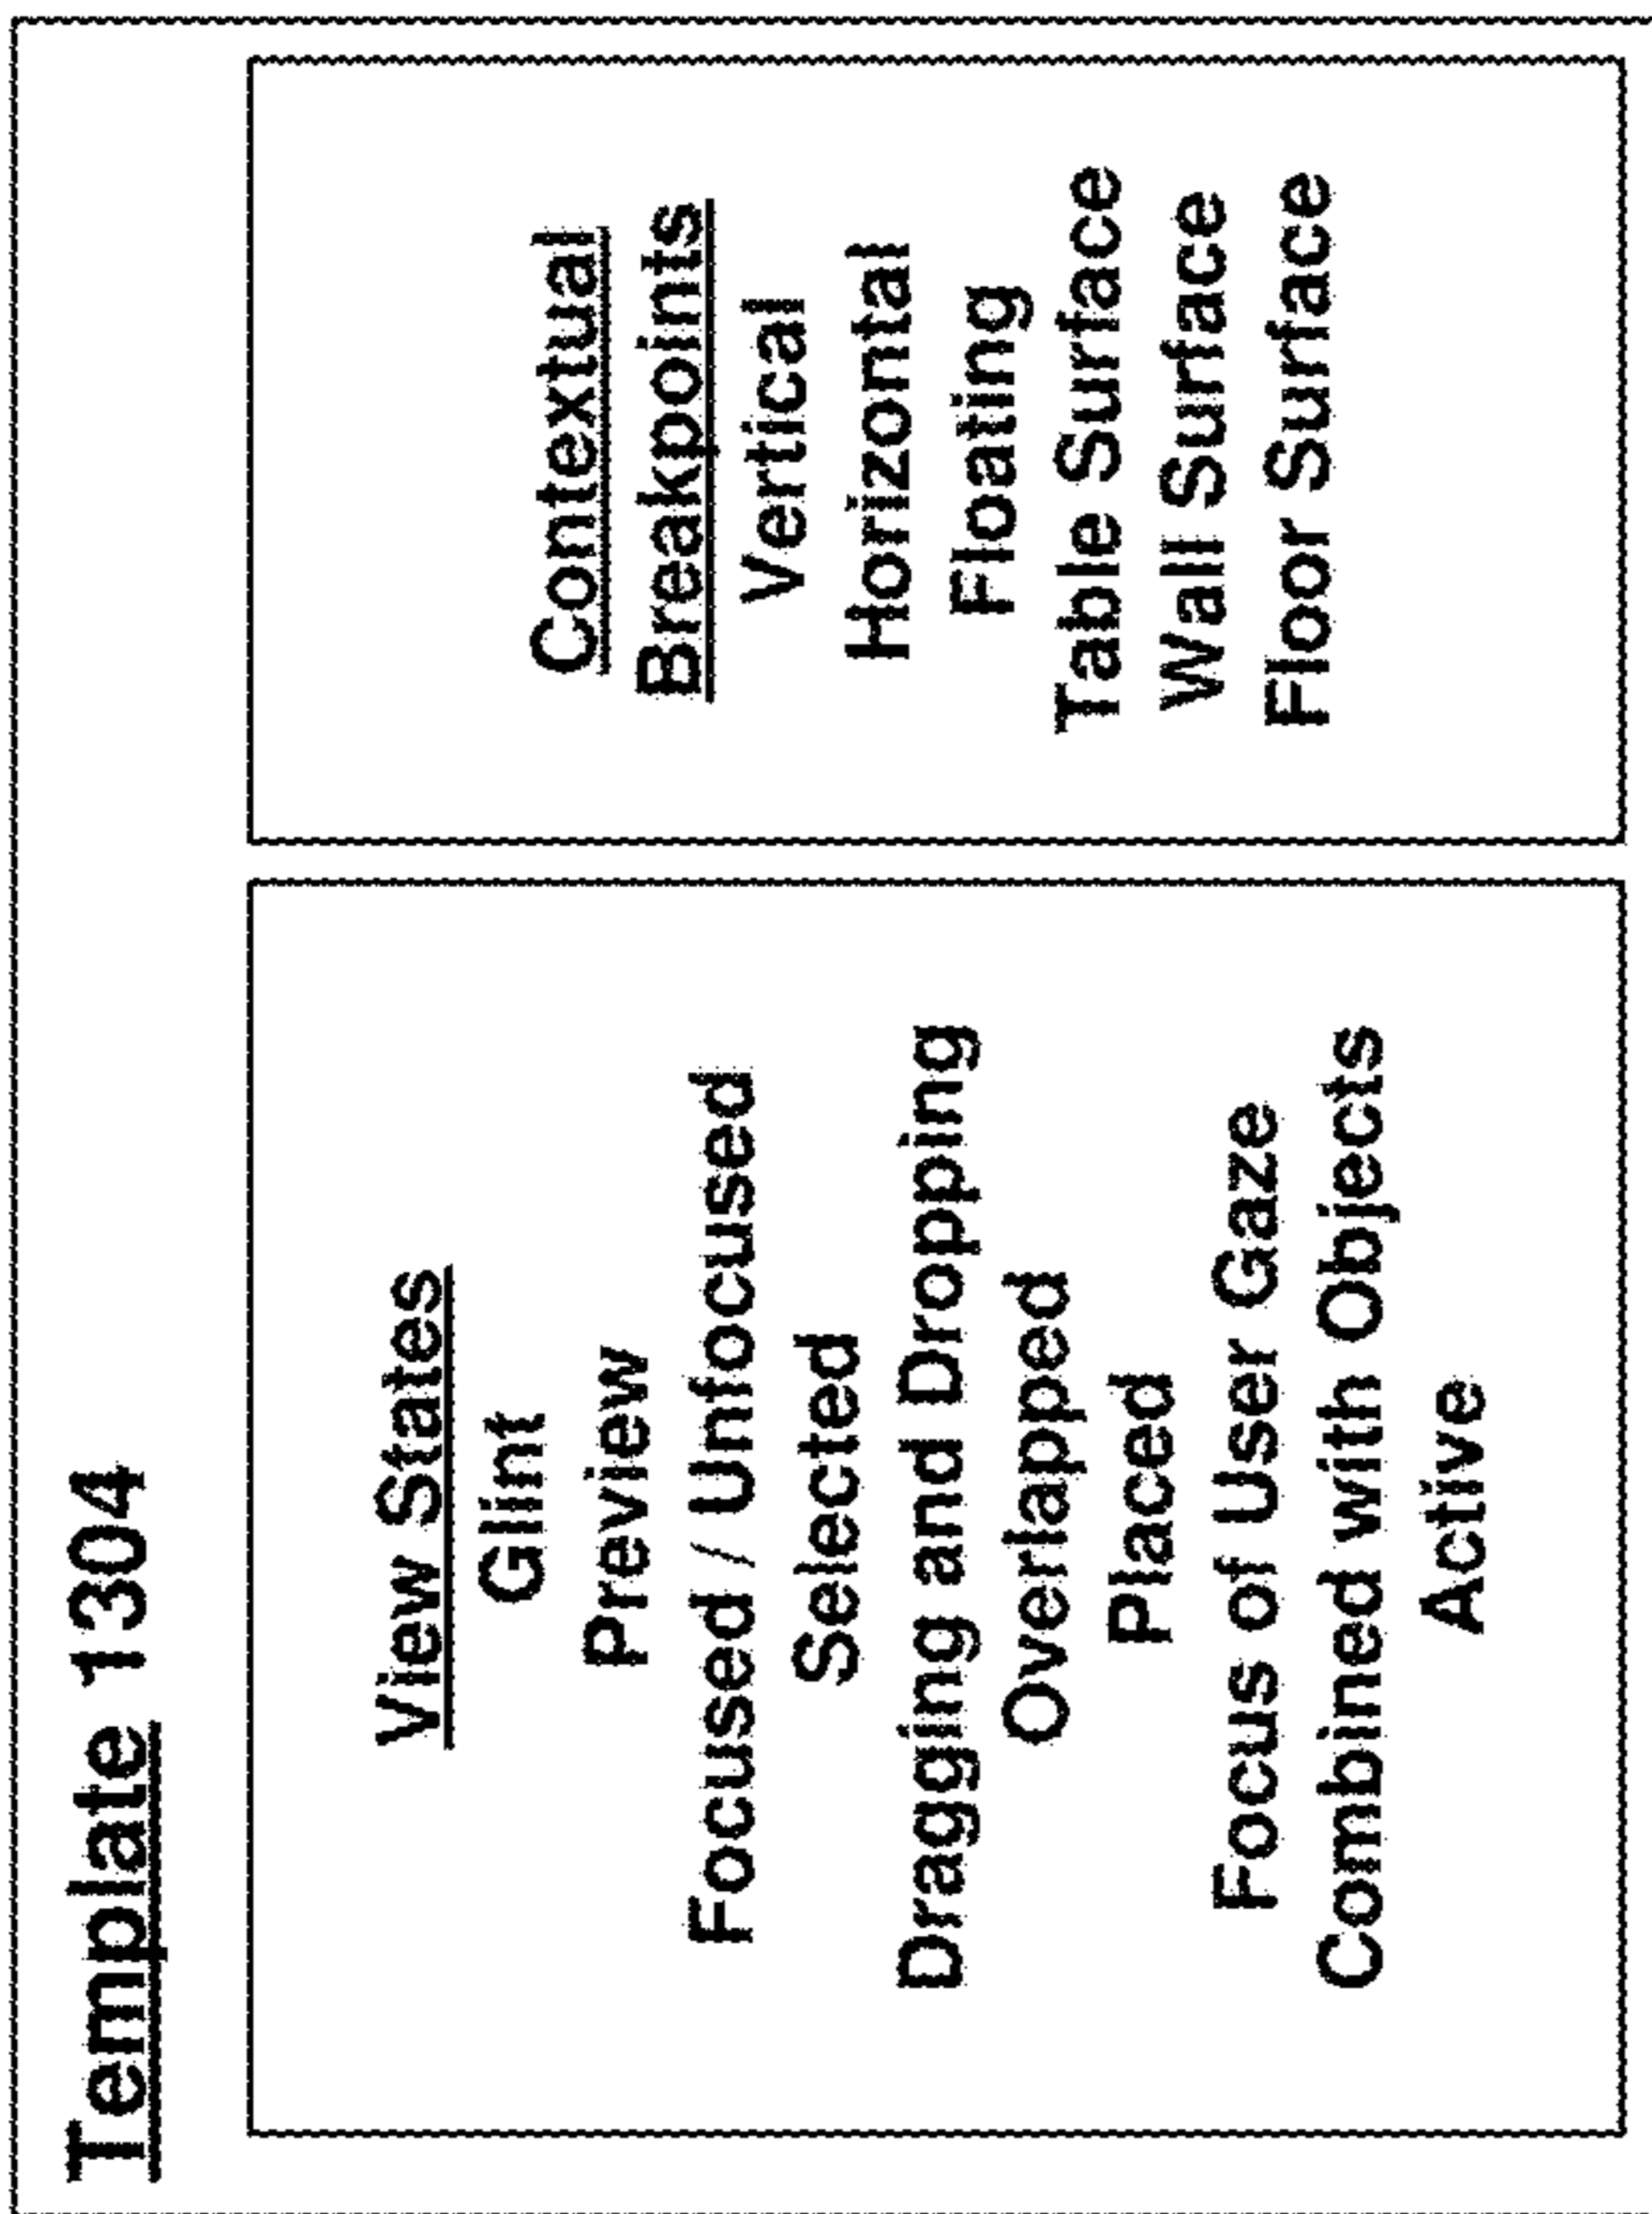 Template 1304
View States
Glint
Preview
Focused / Unfocused
Selected
Dragging and Dropping
Overlapped
Placed
Focus of User Gaze
Combined with Objects
Active
Contextual
Breakpoints
Vertical
Horizontal
Floating
Table Surface
Wall Surface
Floor Surface